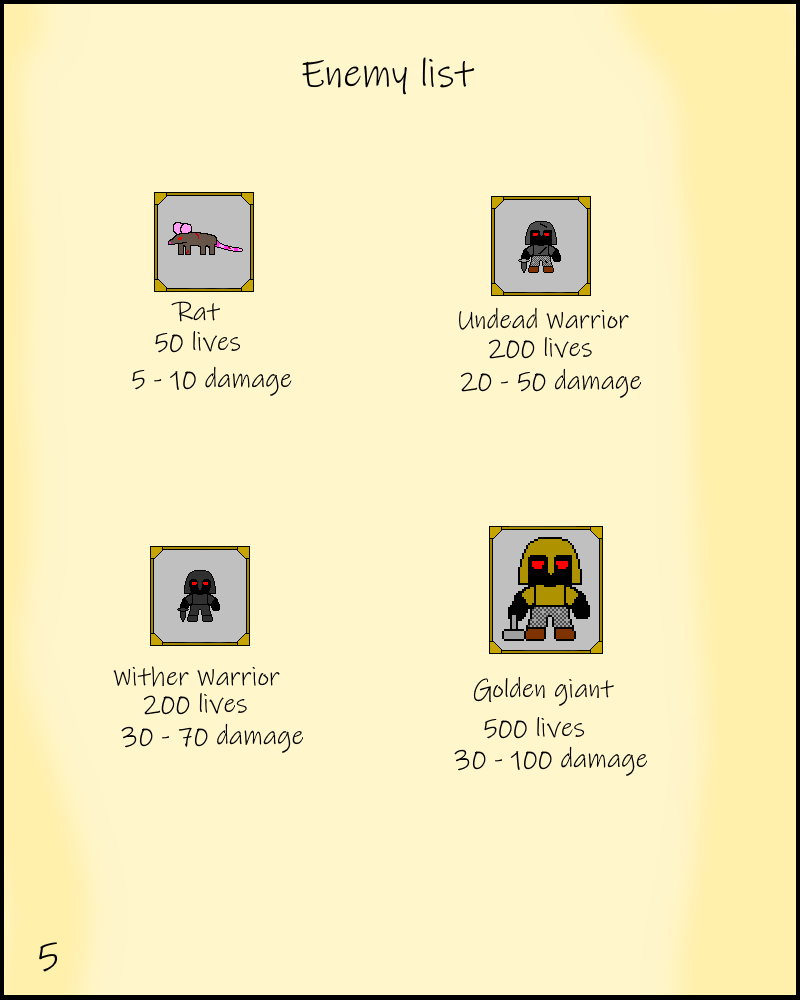 Enemy list
Rat
50 lives
5 - 10 damage
Undead Warrior
200 lives
20 - 50 damage
Wither Warrior
200 lives
30 - 70 damage
Golden giant
500 lives
30 - 100 damage
5